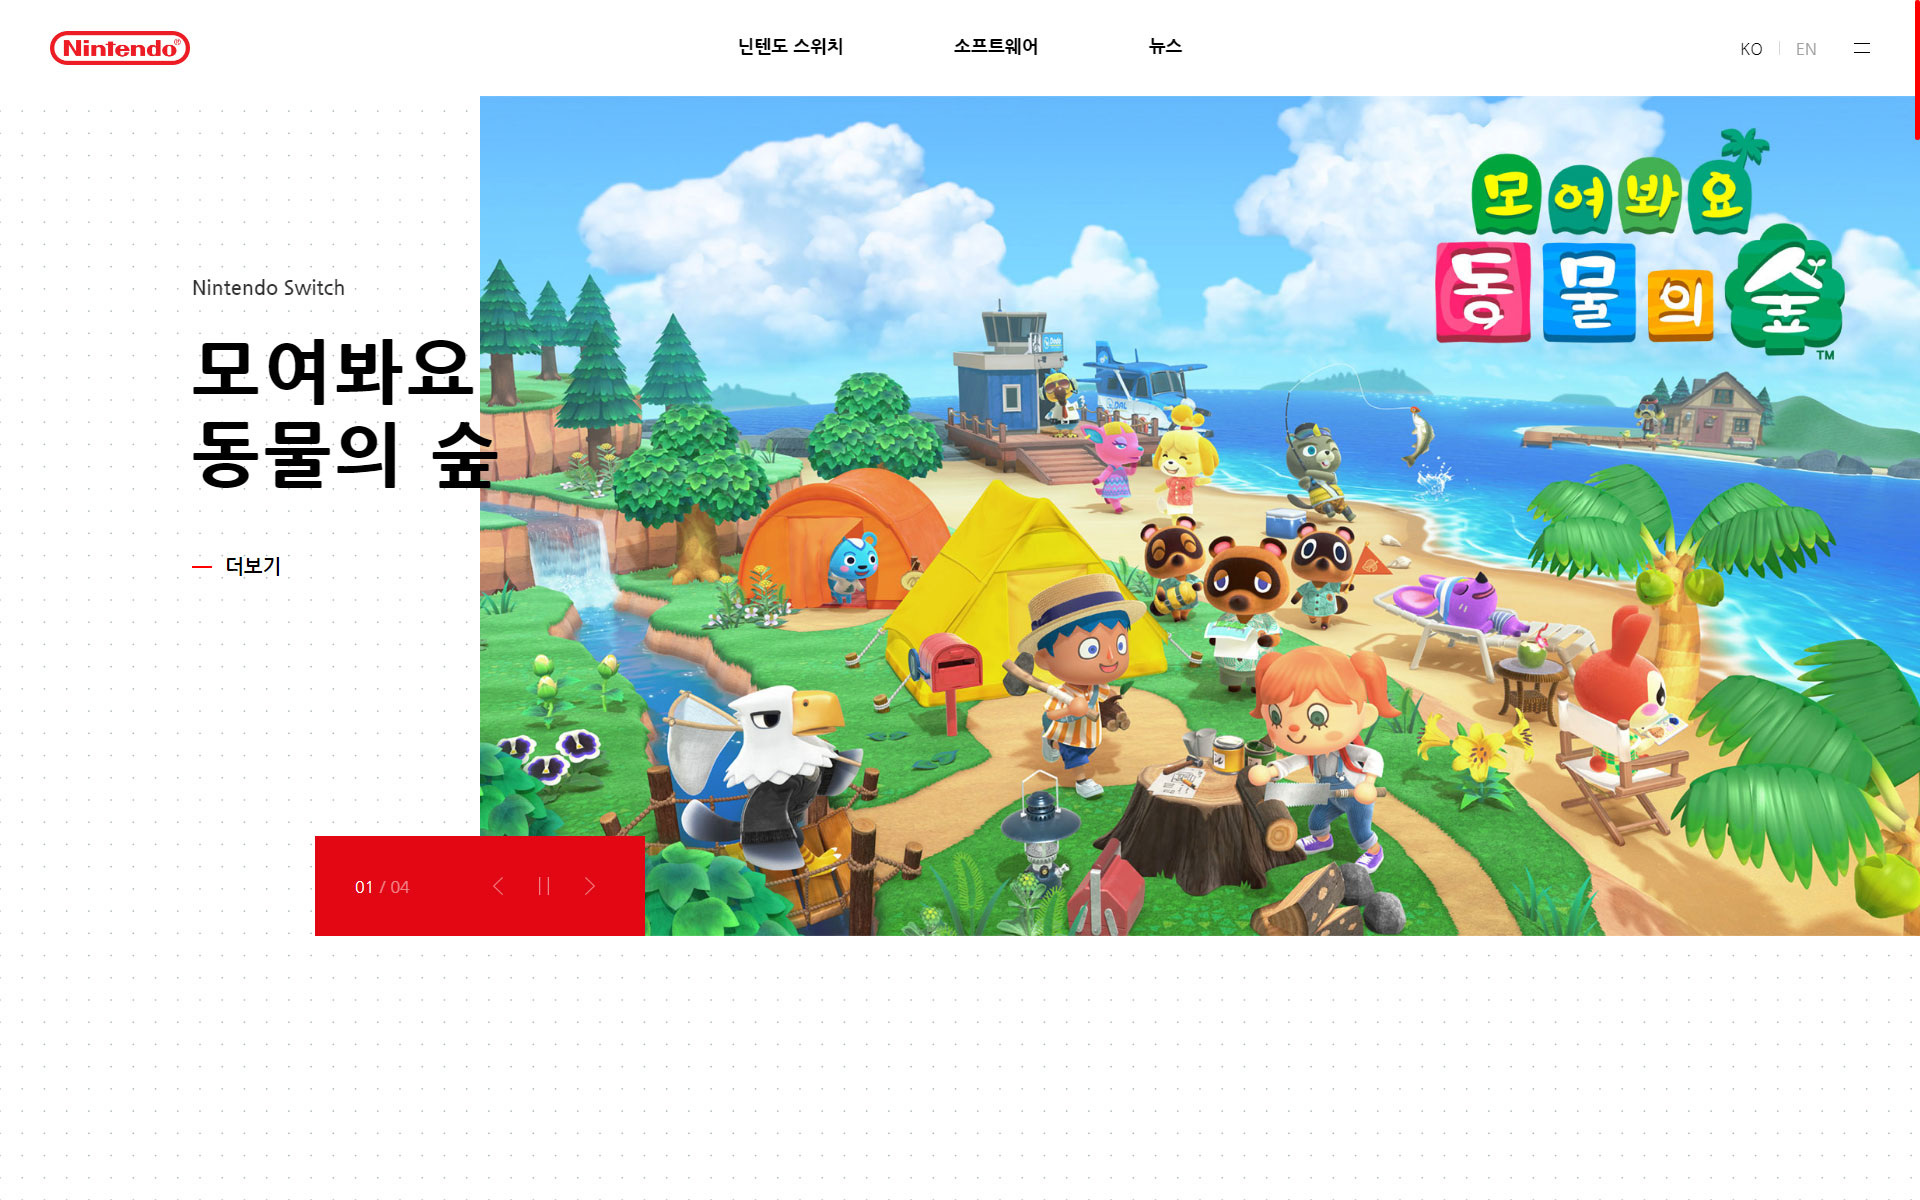 Nintendo®
닌텐도 스위치
소프트웨어
뉴스
KO
EN
Nintendo Switch
모여봐요
동물의 숲
더보기
모여봐요
동물의 숲 TM
DAL
01 / 04